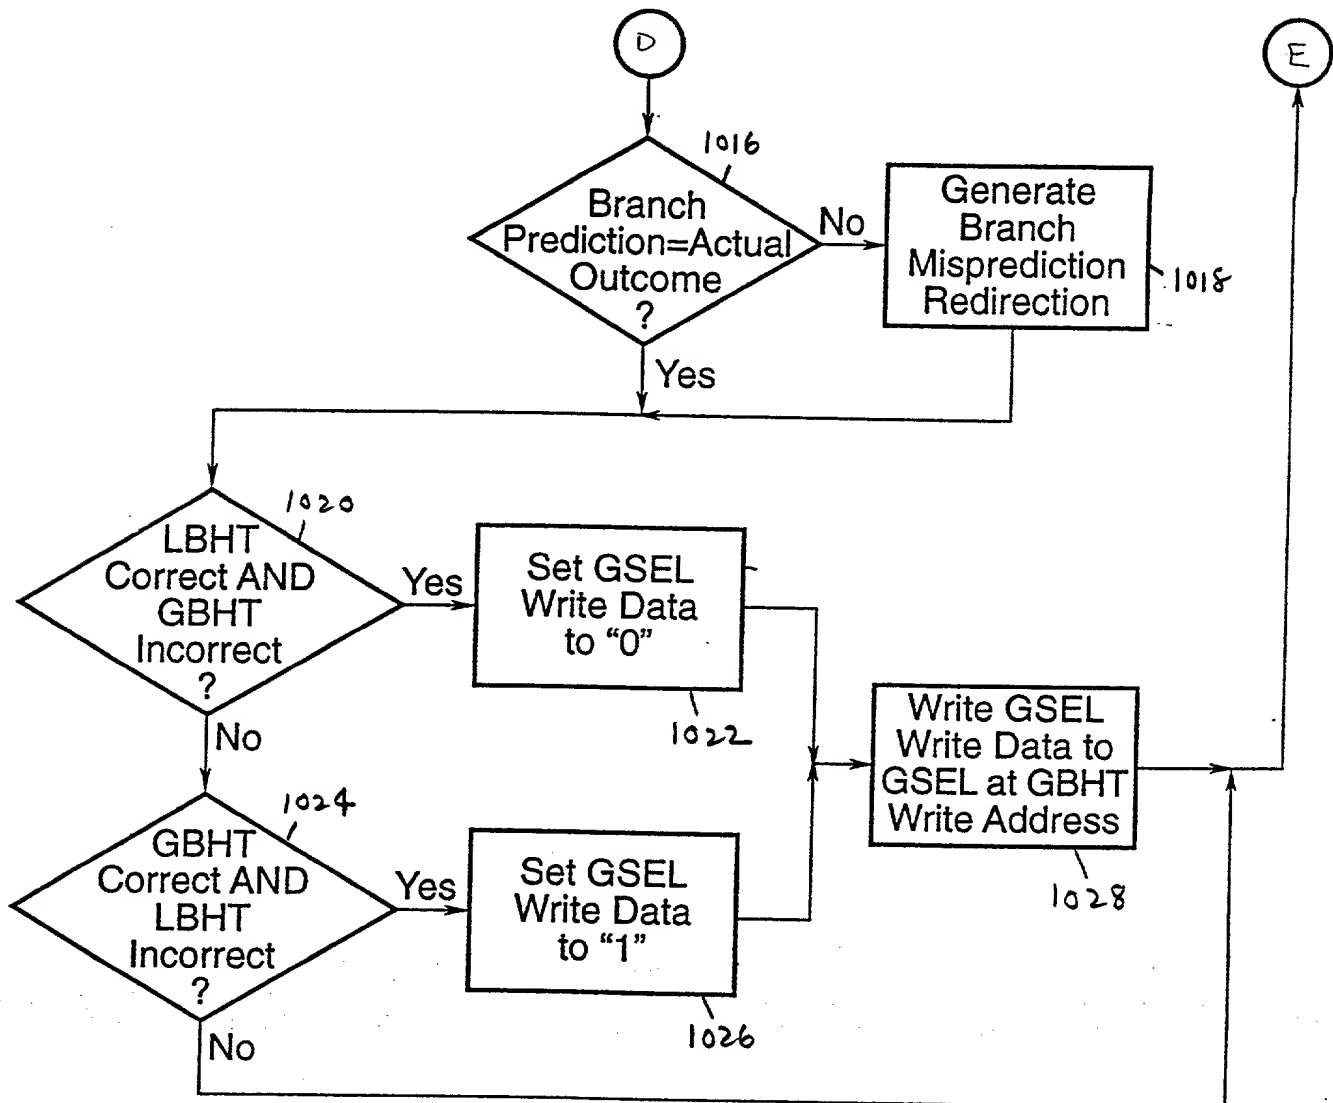 D
E
1016
Branch
Prediction=Actual
Outcome
?
No
Generate
Branch
Misprediction
Redirection
1018
Yes
1020
LBHT
Correct AND
GBHT
Incorrect
?
Yes
Set GSEL
Write Data
to “0”
1022
No
1024
GBHT
Correct AND
LBHT
Incorrect
?
Yes
Set GSEL
Write Data
to “1”
1026
Write GSEL
Write Data to
GSEL at GBHT
Write Address
1028
No